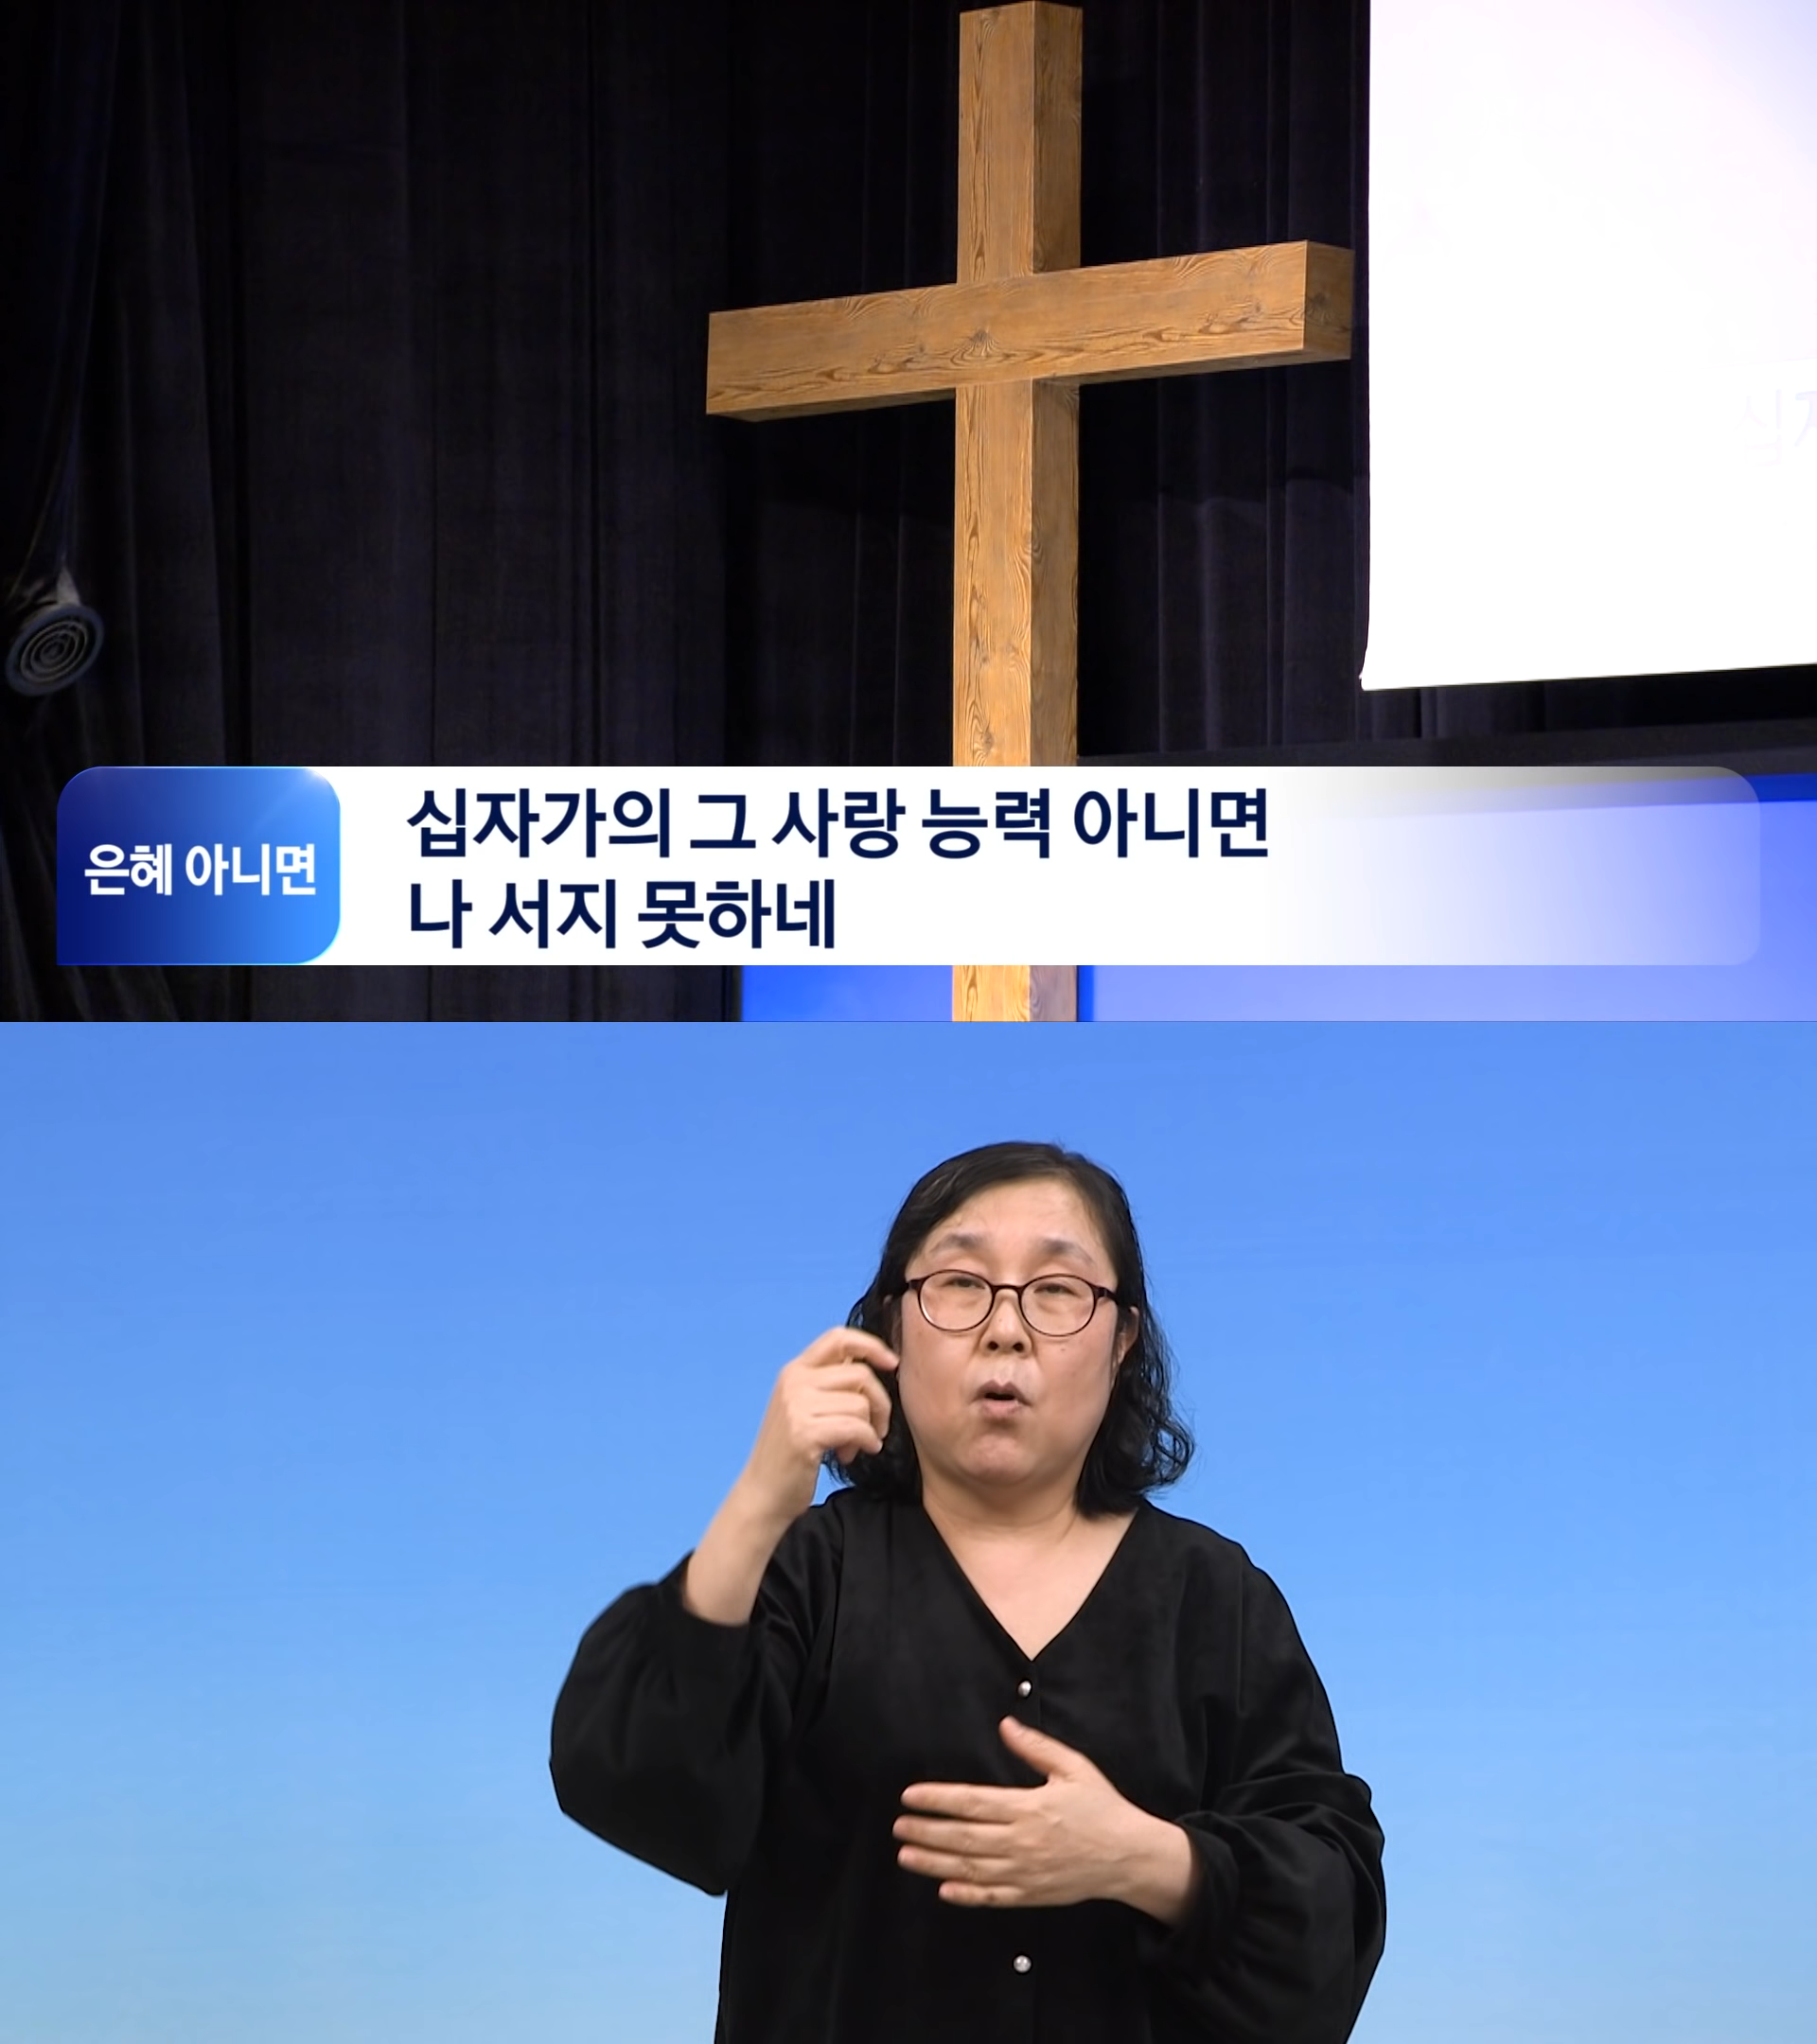 은혜 아니면
십자가의 그 사랑 능력 아니면
나 서지 못하네